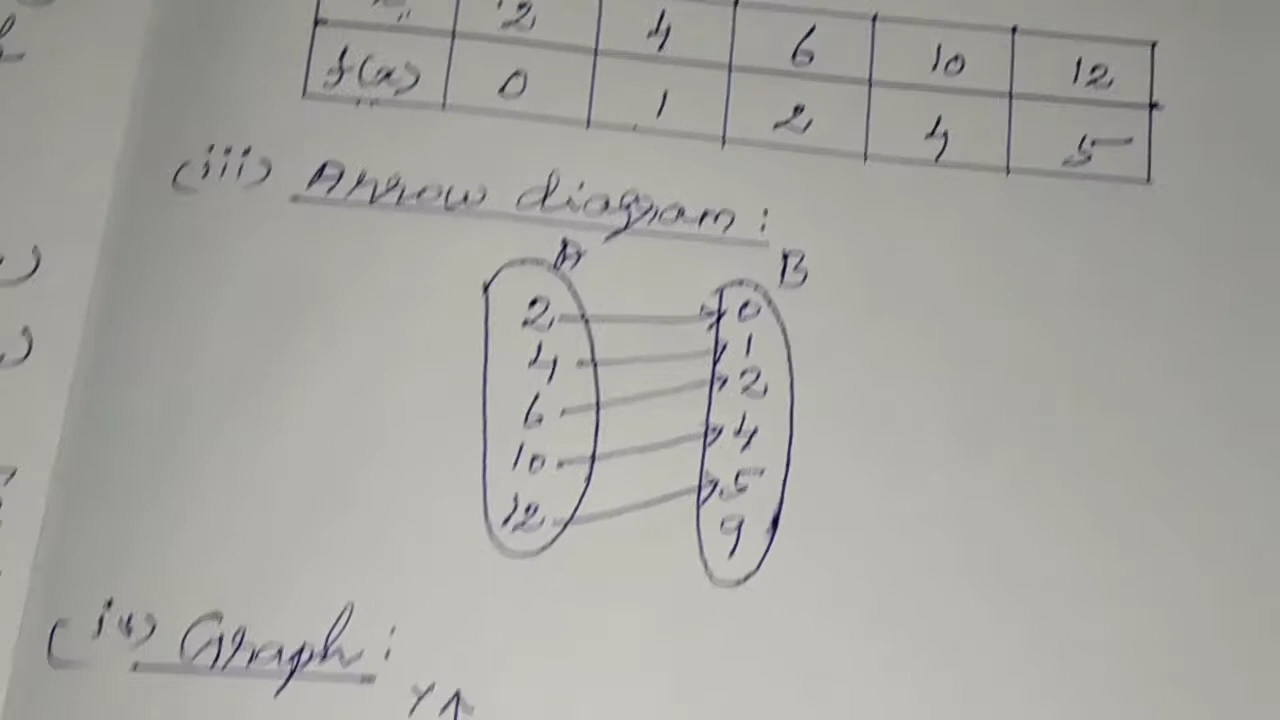 2 4 6 10 12
f(x) 0 1 2 4 5
(iii) Arrow diagram:
A B
2 0
4 1
6 2
10 4
12 5
9
(iv) Graph:
Y